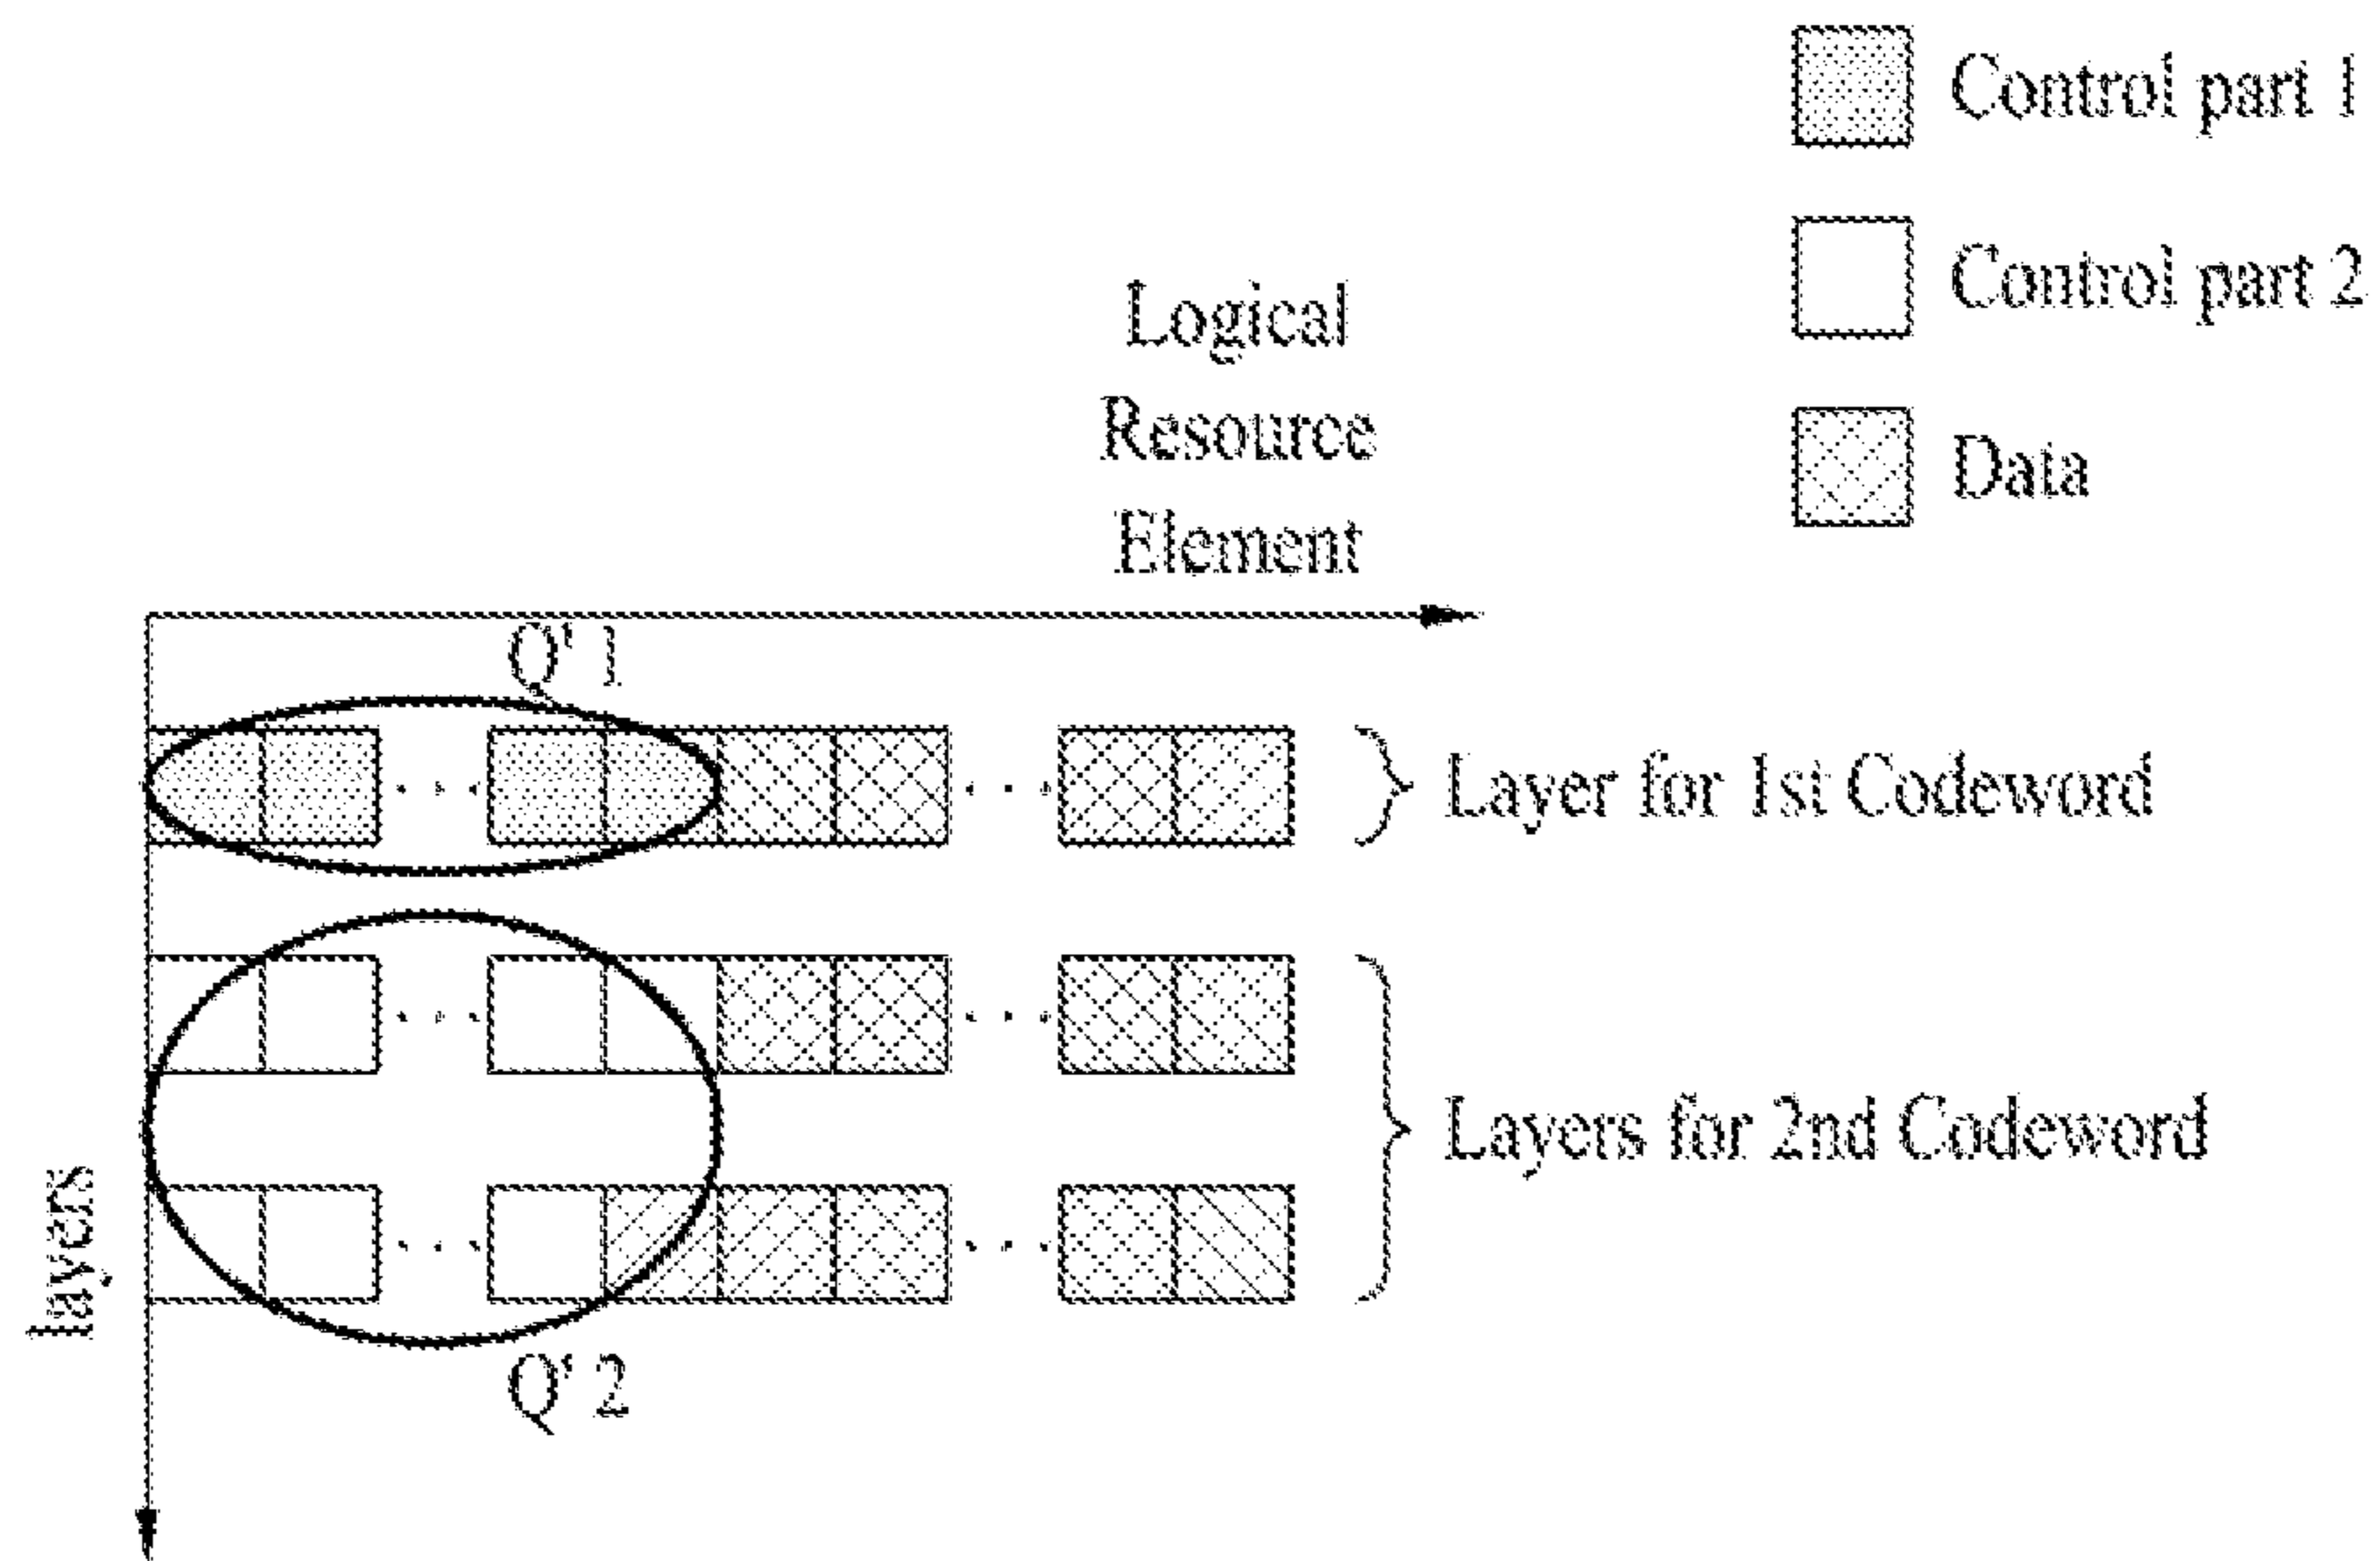 Control part 1
Control part 2
Data
Logical
Resource
Element
Q' 1
Layer for 1st Codeword
Layers for 2nd Codeword
layers
Q' 2